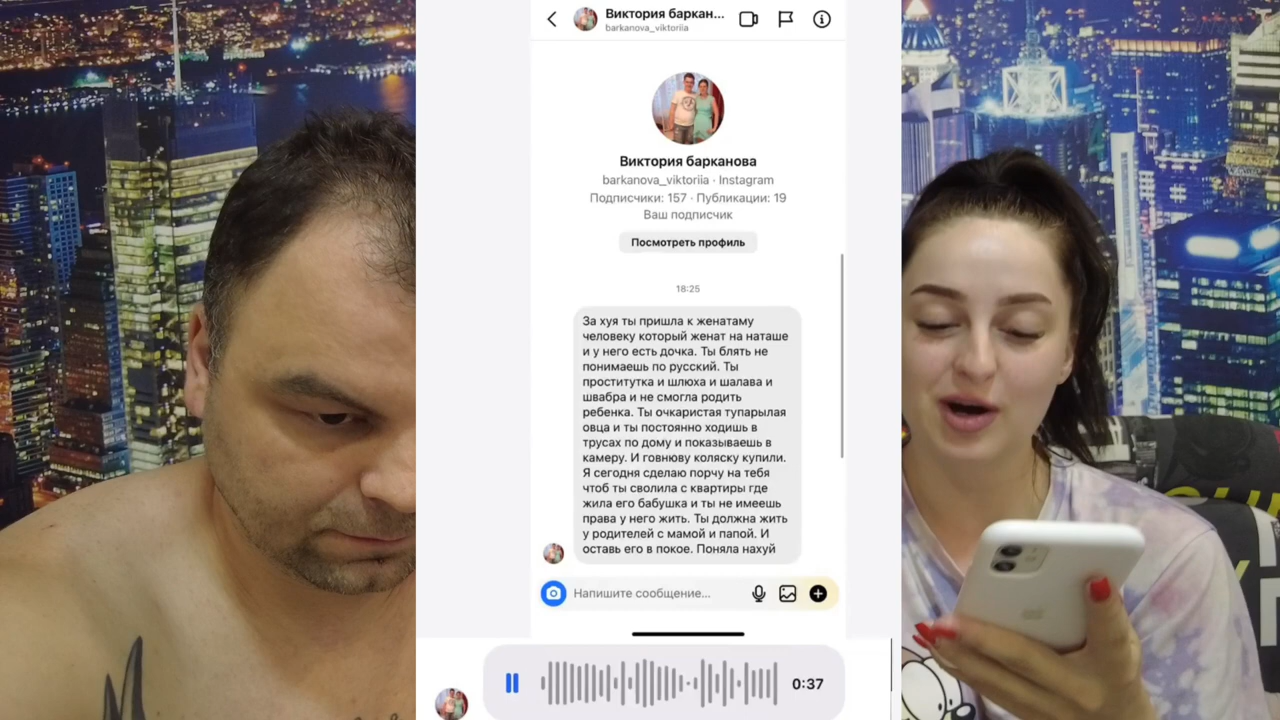 Виктория баркан...
barkanova_viktoriia
Виктория барканова
barkanova_viktoriia · Instagram
Подписчики: 157 · Публикации: 19
Ваш подписчик
Посмотреть профиль
18:25
За хуя ты пришла к женатаму
человеку который женат на наташе
и у него есть дочка. Ты блять не
понимаешь по русский. Ты
проститутка и шлюха и шалава и
швабра и не смогла родить
ребенка. Ты очкаристая тупарылая
овца и ты постоянно ходишь в
трусах по дому и показываешь в
камеру. И говнюву коляску купили.
Я сегодня сделаю порчу на тебя
чтоб ты сволила с квартиры где
жила его бабушка и ты не имеешь
права у него жить. Ты должна жить
у родителей с мамой и папой. И
оставь его в покое. Поняла нахуй
Напишите сообщение...
0:37